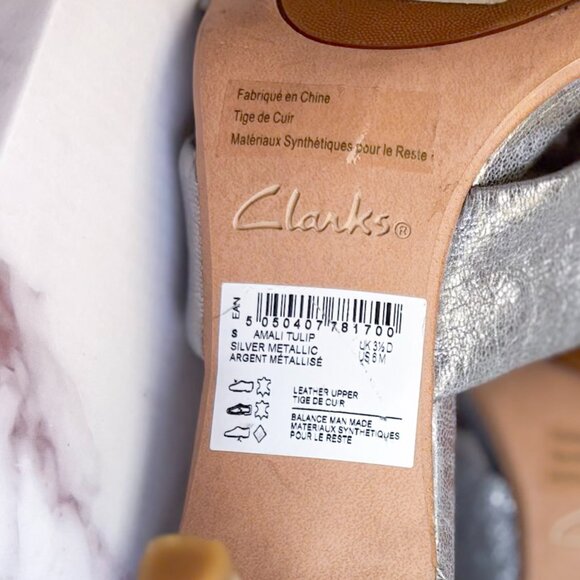 Fabriqué en Chine
Tige de Cuir
Matériaux Synthétiques pour le Reste
Clarks®
EAN
5 050407 781700
S AMALI TULIP UK 3½ D
SILVER METALLIC US 6 M
ARGENT METALLISÉ
LEATHER UPPER
TIGE DE CUIR
BALANCE MAN MADE
MATERIAUX SYNTHÉTIQUES
POUR LE RESTE